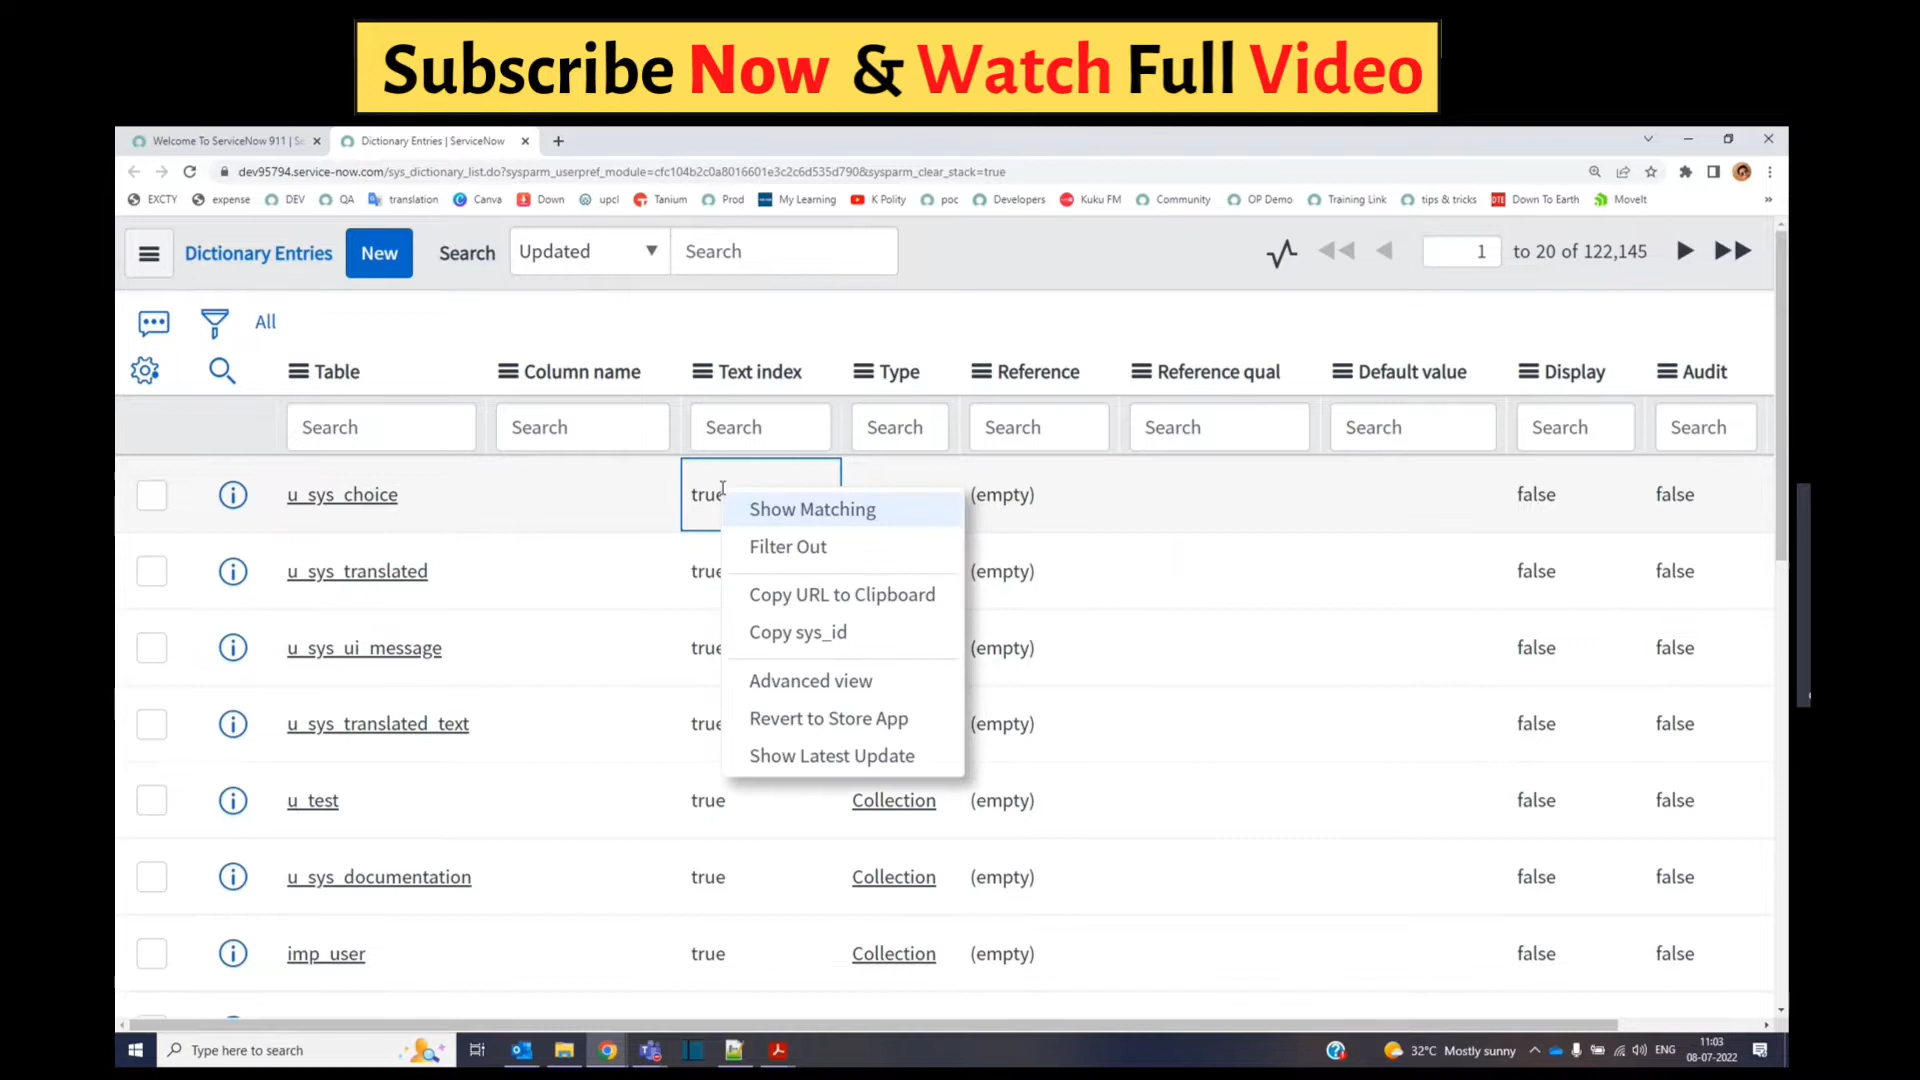 Subscribe Now & Watch Full Video
Welcome To ServiceNow 911 | Se
Dictionary Entries | ServiceNow
dev95794.service-now.com/sys_dictionary_list.do?sysparm_userpref_module=cfc104b2c0a8016601e3c2c6d535d790&sysparm_clear_stack=true
EXCTY expense DEV QA translation Canva Down upcl Tanium Prod My Learning K Polity poc Developers Kuku FM Community OP Demo Training Link tips & tricks DTE Down To Earth MoveIt »
Dictionary Entries New Search Updated Search 1 to 20 of 122,145
All
Table Column name Text index Type Reference Reference qual Default value Display Audit
Search Search Search Search Search Search Search Search Search
u_sys_choice true (empty) false false
u_sys_translated true (empty) false false
u_sys_ui_message true (empty) false false
u_sys_translated_text true (empty) false false
u_test true Collection (empty) false false
u_sys_documentation true Collection (empty) false false
imp_user true Collection (empty) false false
Show Matching
Filter Out
Copy URL to Clipboard
Copy sys_id
Advanced view
Revert to Store App
Show Latest Update
Type here to search
32°C Mostly sunny ENG
11:03
08-07-2022